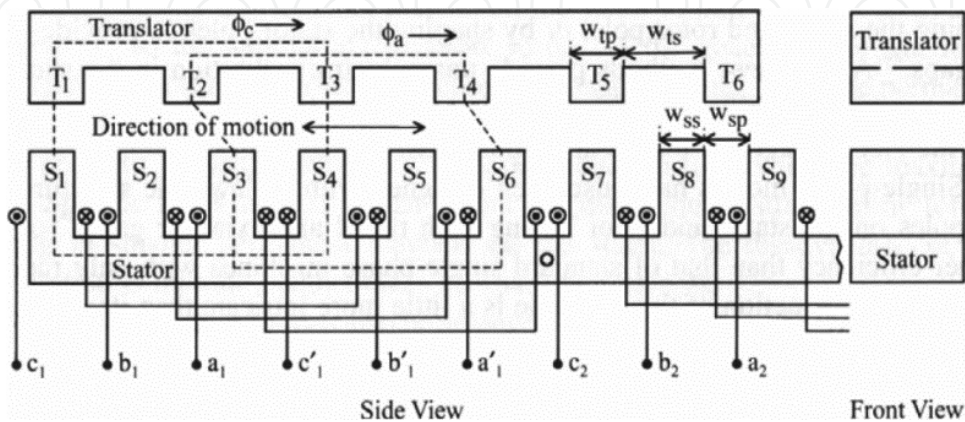 Translator ϕc
ϕa
wtp wts
Translator
T1 T2 T3 T4 T5 T6
Direction of motion
wss wsp
S1 S2 S3 S4 S5 S6 S7 S8 S9
Stator
Stator
c1 b1 a1 c'1 b'1 a'1 c2 b2 a2
Side View
Front View